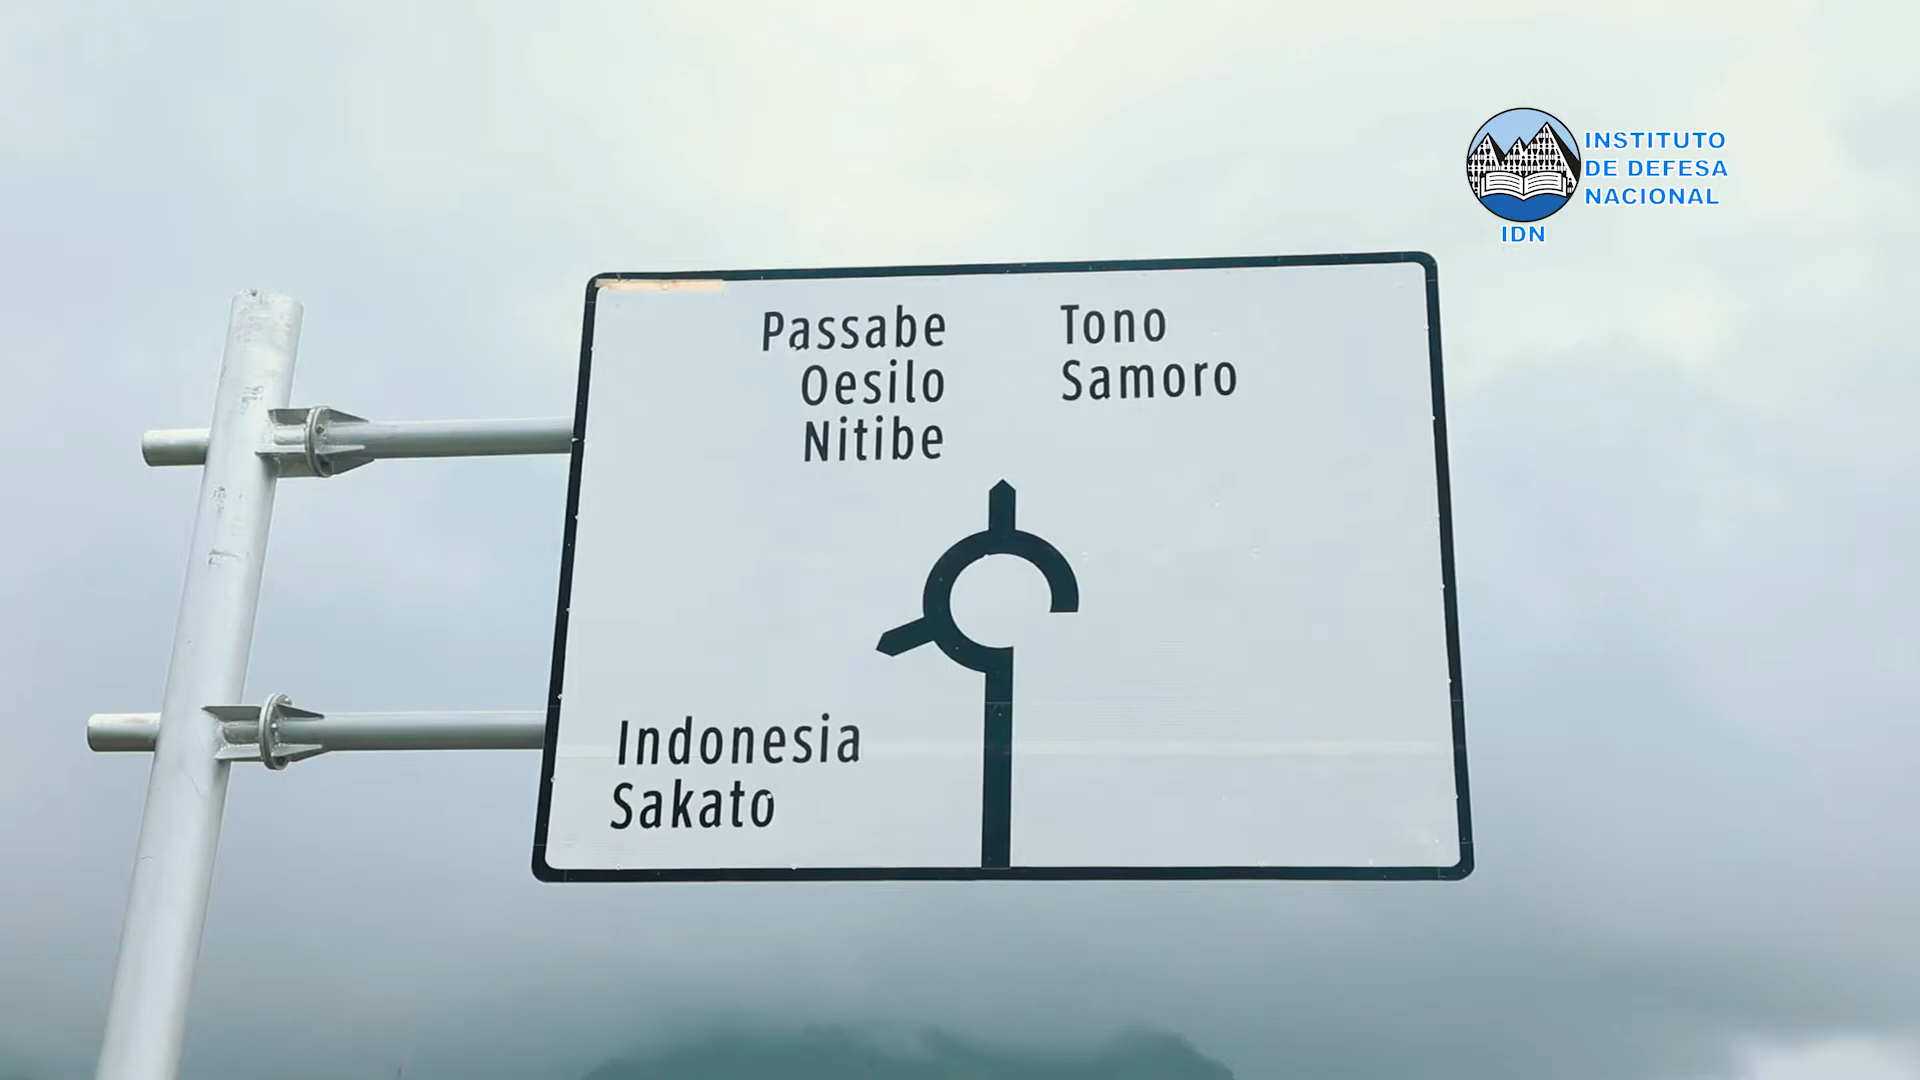 INSTITUTO
DE DEFESA
NACIONAL
IDN
Passabe
Oesilo
Nitibe
Tono
Samoro
Indonesia
Sakato